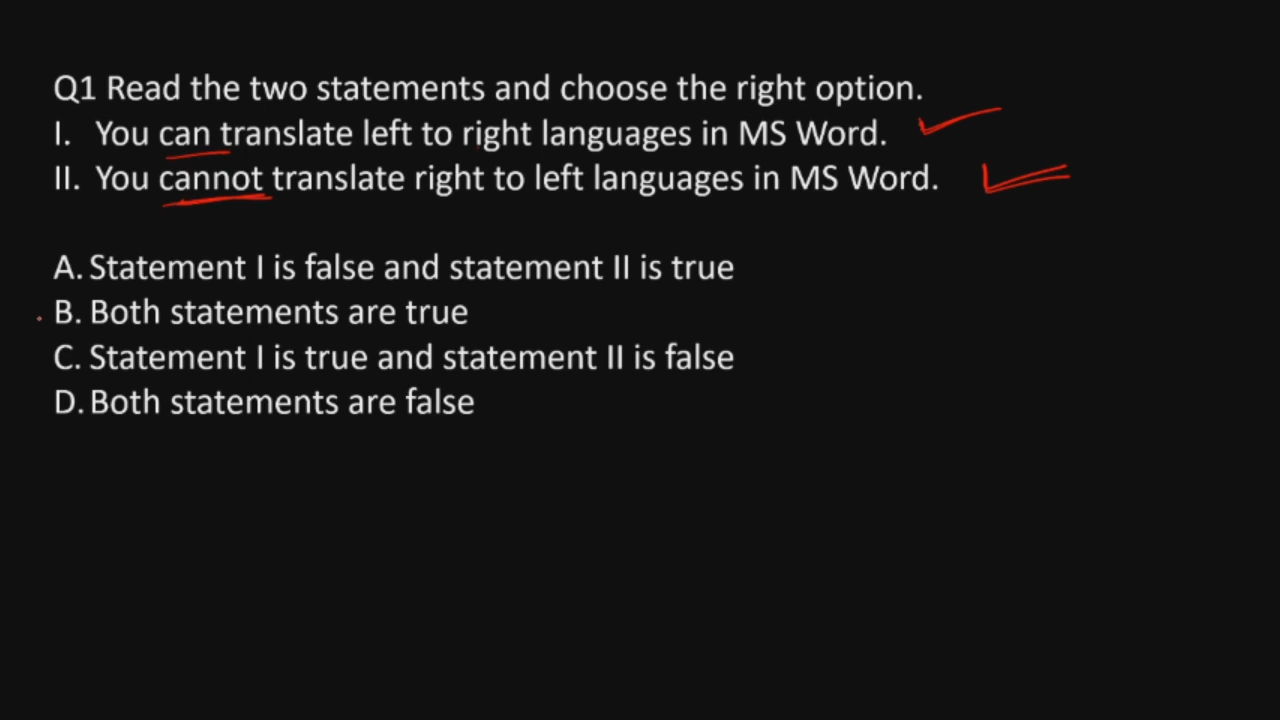 Q1 Read the two statements and choose the right option.
I. You can translate left to right languages in MS Word.
II. You cannot translate right to left languages in MS Word.
A. Statement I is false and statement II is true
B. Both statements are true
C. Statement I is true and statement II is false
D. Both statements are false